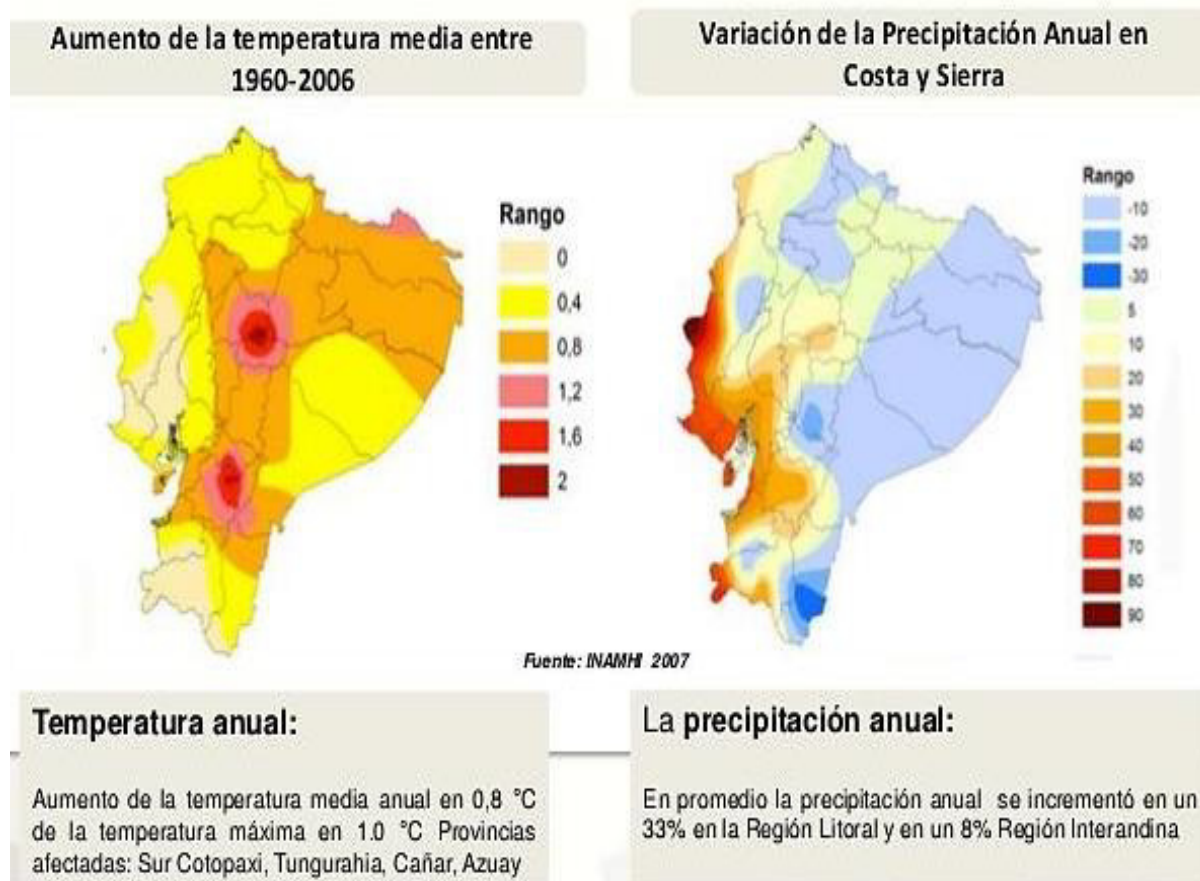 Aumento de la temperatura media entre
1960-2006
Variación de la Precipitación Anual en
Costa y Sierra
Rango
0
0,4
0,8
1,2
1,6
2
Rango
-10
-20
-30
5
10
20
30
40
50
60
70
80
90
Fuente: INAMHI 2007
Temperatura anual:
Aumento de la temperatura media anual en 0,8 °C
de la temperatura máxima en 1.0 °C Provincias
afectadas: Sur Cotopaxi, Tungurahia, Cañar, Azuay
La precipitación anual:
En promedio la precipitación anual se incrementó en un
33% en la Región Litoral y en un 8% Región Interandina